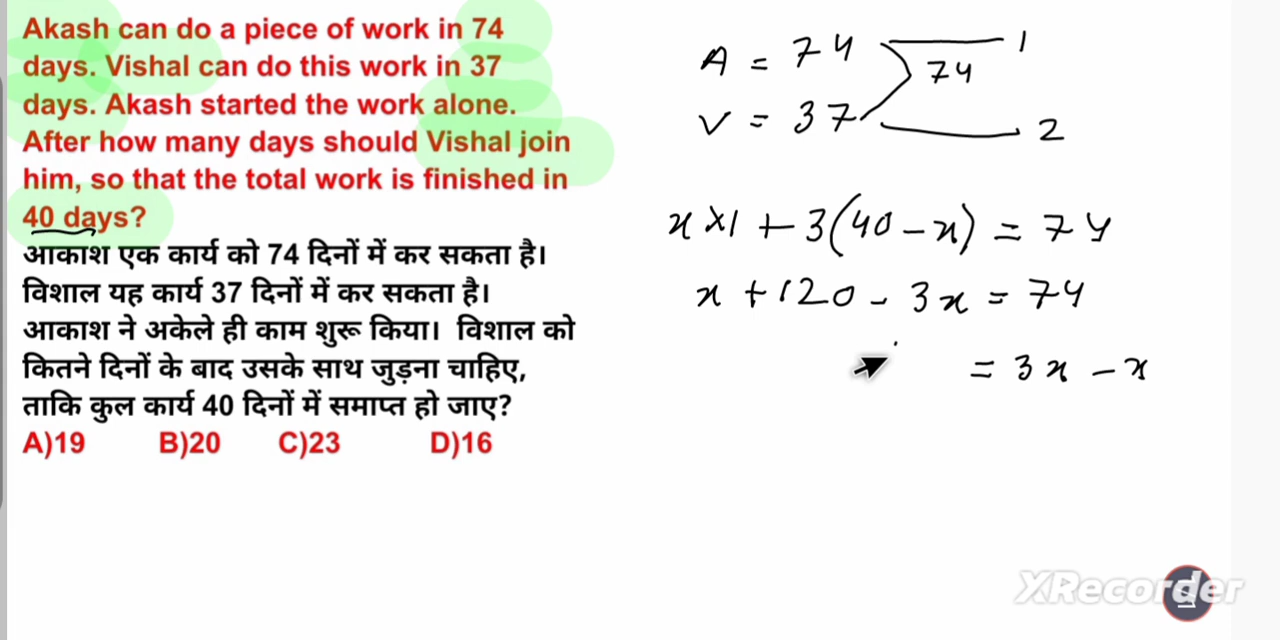 Akash can do a piece of work in 74
days. Vishal can do this work in 37
days. Akash started the work alone.
After how many days should Vishal join
him, so that the total work is finished in
40 days?
आकाश एक कार्य को 74 दिनों में कर सकता है।
विशाल यह कार्य 37 दिनों में कर सकता है।
आकाश ने अकेले ही काम शुरू किया। विशाल को
कितने दिनों के बाद उसके साथ जुड़ना चाहिए,
ताकि कुल कार्य 40 दिनों में समाप्त हो जाए?
A)19 B)20 C)23 D)16
A = 74
V = 37
74
1
2
x×1 + 3(40 - x) = 74
x + 120 - 3x = 74
= 3x - x
XRecorder